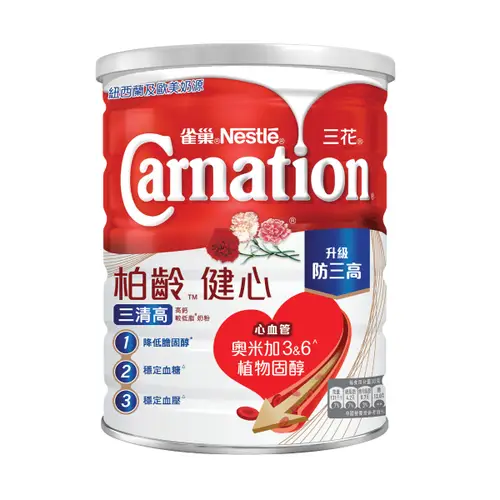 紐西蘭及歐美奶源
雀巢®Nestlé®
三花®
Carnation®
升級
防三高
柏齡™健心
三清高
高鈣
較低脂+奶粉
心血管
奧米加3&6^
植物固醇
1 降低膽固醇*
2 穩定血糖△
3 穩定血壓△